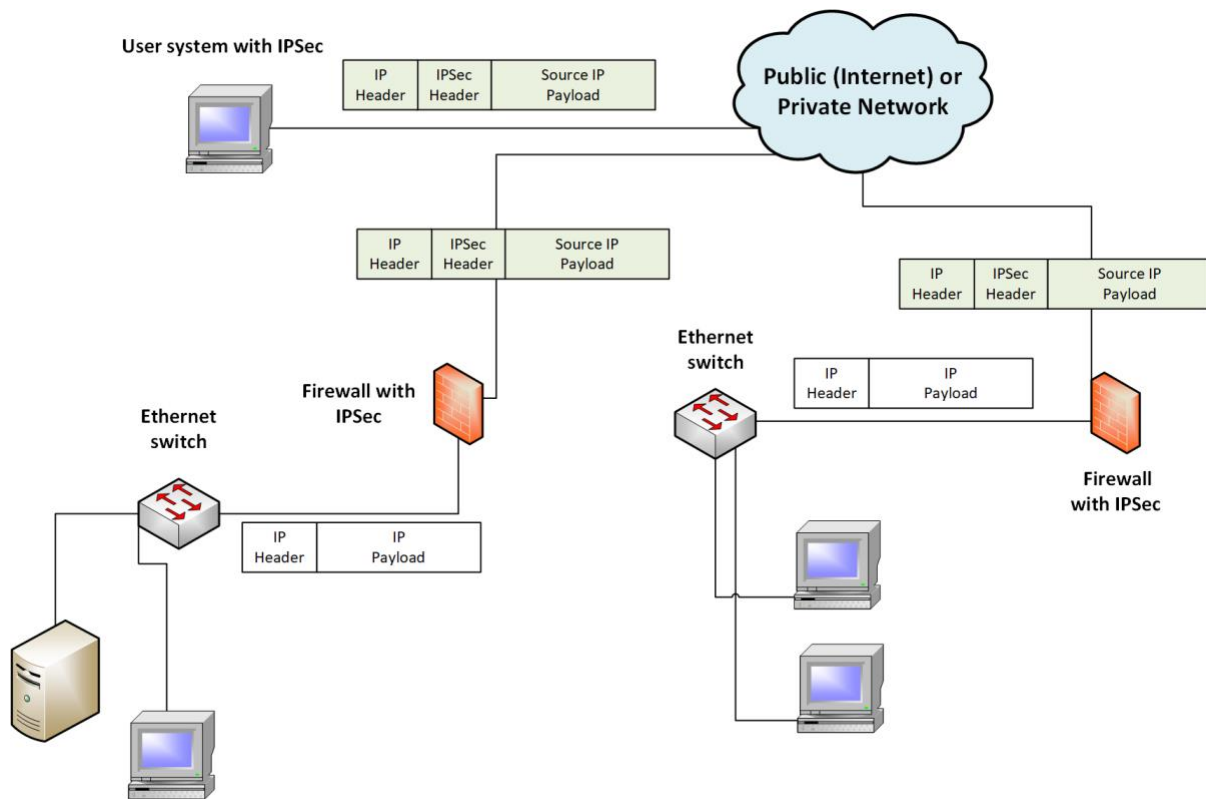 User system with IPSec
IP IPSec Source IP
Header Header Payload
Public (Internet) or
Private Network
IP IPSec Source IP
Header Header Payload
IP IPSec Source IP
Header Header Payload
Ethernet
switch
IP IP
Header Payload
Firewall with
IPSec
Ethernet
switch
Firewall
with IPSec
IP IP
Header Payload